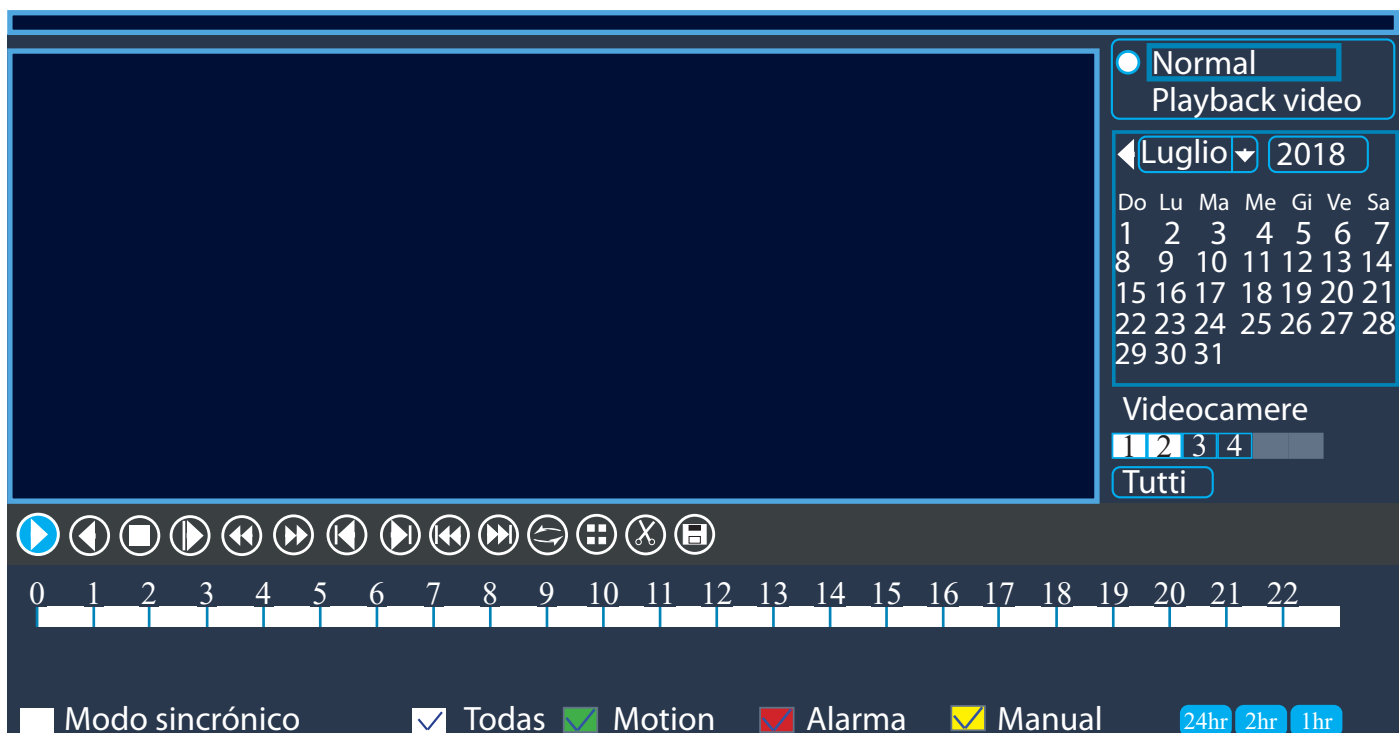 Normal
Playback video
Luglio 2018
Do Lu Ma Me Gi Ve Sa
1 2 3 4 5 6 7
8 9 10 11 12 13 14
15 16 17 18 19 20 21
22 23 24 25 26 27 28
29 30 31
Videocamere
1 2 3 4
Tutti
0 1 2 3 4 5 6 7 8 9 10 11 12 13 14 15 16 17 18 19 20 21 22
Modo sincrónico Todas Motion Alarma Manual 24hr 2hr 1hr